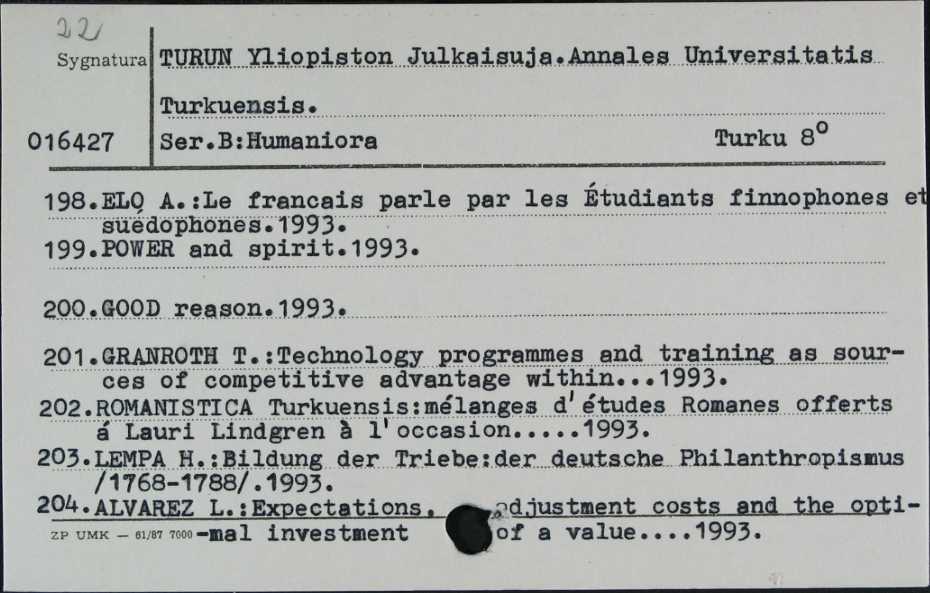 22
Sygnatura TURUN Yliopiston Julkaisuja.Annales Universitatis
Turkuensis.
016427 Ser.B:Humaniora Turku 8º
198.ELO A.:Le francais parle par les Études finnophones et
suédophones.1993.
199.POWER and spirit.1993.
200.GOOD reason.1993.
201.GRANROTH T.:Technology programmes and training as sour-
ces of competitive advantage within...1993.
202.ROMANISTICA Turkuensis:mélanges d'études Romanes offerts
á Lauri Lindgren à l'occasion.....1993.
203.LEMPA H.:Bildung der Triebe:der deutsche Philanthropismus
/1768-1788/.1993.
204.ALVAREZ L.:Expectations, adjustment costs and the opti-
ZP UMK — 61/87 7000 -mal investment of a value....1993.